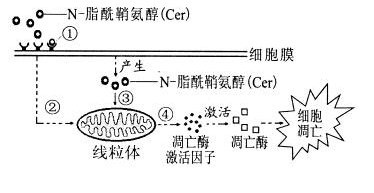 N-脂酰鞘氨醇(Cer)
①
细胞膜
产生
N-脂酰鞘氨醇(Cer)
② ③ ④ 激活
线粒体
凋亡酶
激活因子
凋亡酶
细胞
凋亡